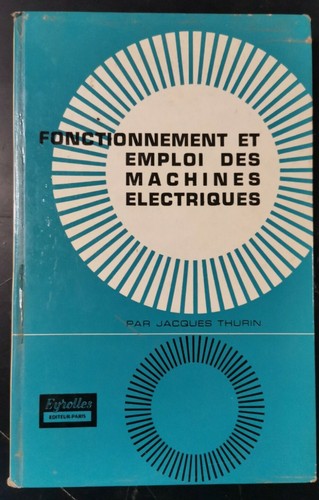 FONCTIONNEMENT ET
EMPLOI DES
MACHINES
ELECTRIQUES
PAR JACQUES THURIN
Eyrolles
EDITEUR.PARIS